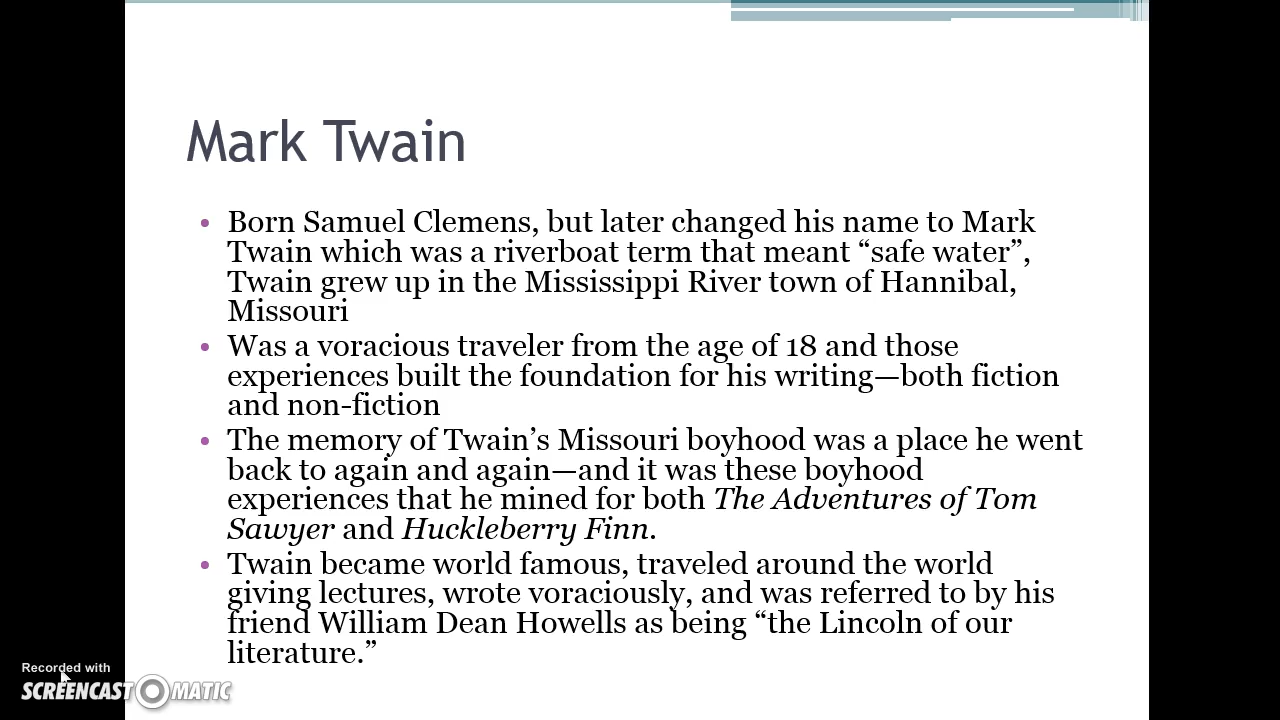 Mark Twain
• Born Samuel Clemens, but later changed his name to Mark
Twain which was a riverboat term that meant “safe water”,
Twain grew up in the Mississippi River town of Hannibal,
Missouri
• Was a voracious traveler from the age of 18 and those
experiences built the foundation for his writing—both fiction
and non-fiction
• The memory of Twain’s Missouri boyhood was a place he went
back to again and again—and it was these boyhood
experiences that he mined for both The Adventures of Tom
Sawyer and Huckleberry Finn.
• Twain became world famous, traveled around the world
giving lectures, wrote voraciously, and was referred to by his
friend William Dean Howells as being “the Lincoln of our
literature.”
Recorded with
SCREENCAST-O-MATIC